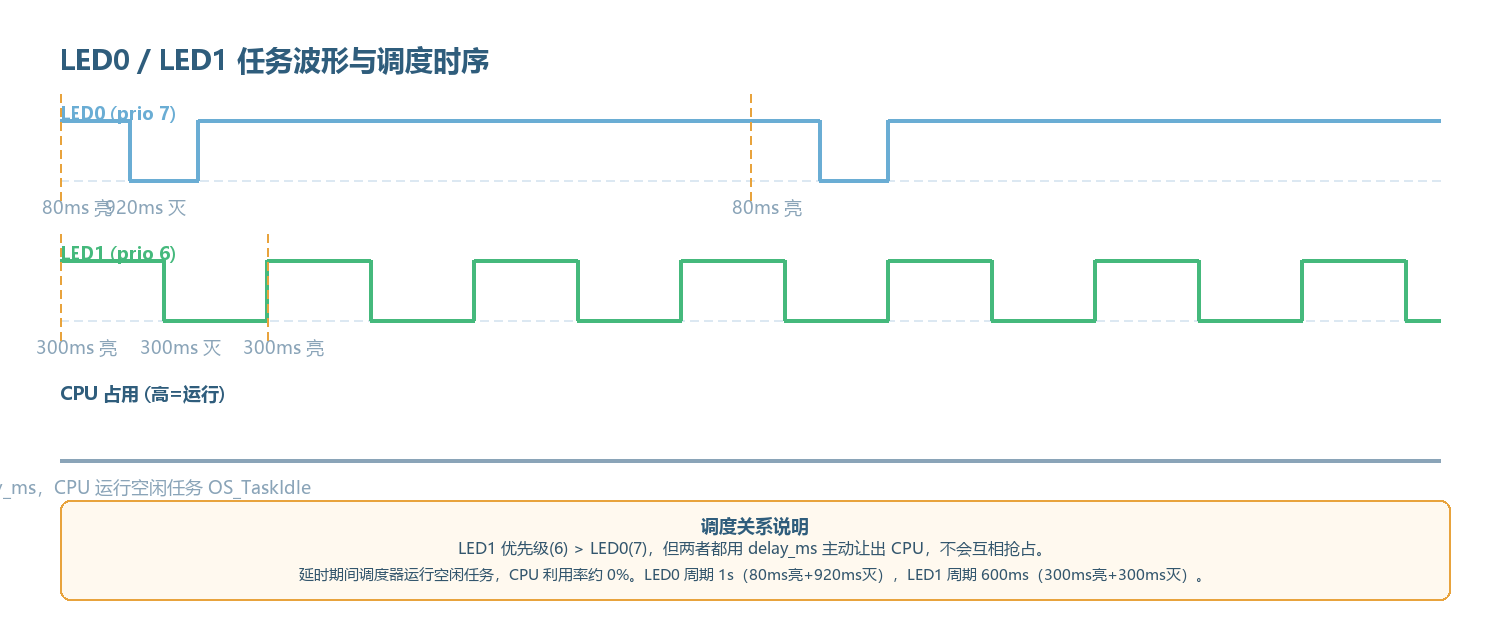 LED0 / LED1 任务波形与调度时序
LED0 (prio 7)
80ms 亮
920ms 灭
80ms 亮
LED1 (prio 6)
300ms 亮
300ms 灭
300ms 亮
CPU 占用 (高=运行)
_ms，CPU 运行空闲任务 OS_TaskIdle
调度关系说明
LED1 优先级(6) > LED0(7)，但两者都用 delay_ms 主动让出 CPU，不会互相抢占。
延时期间调度器运行空闲任务，CPU 利用率约 0%。LED0 周期 1s（80ms亮+920ms灭），LED1 周期 600ms（300ms亮+300ms灭）。